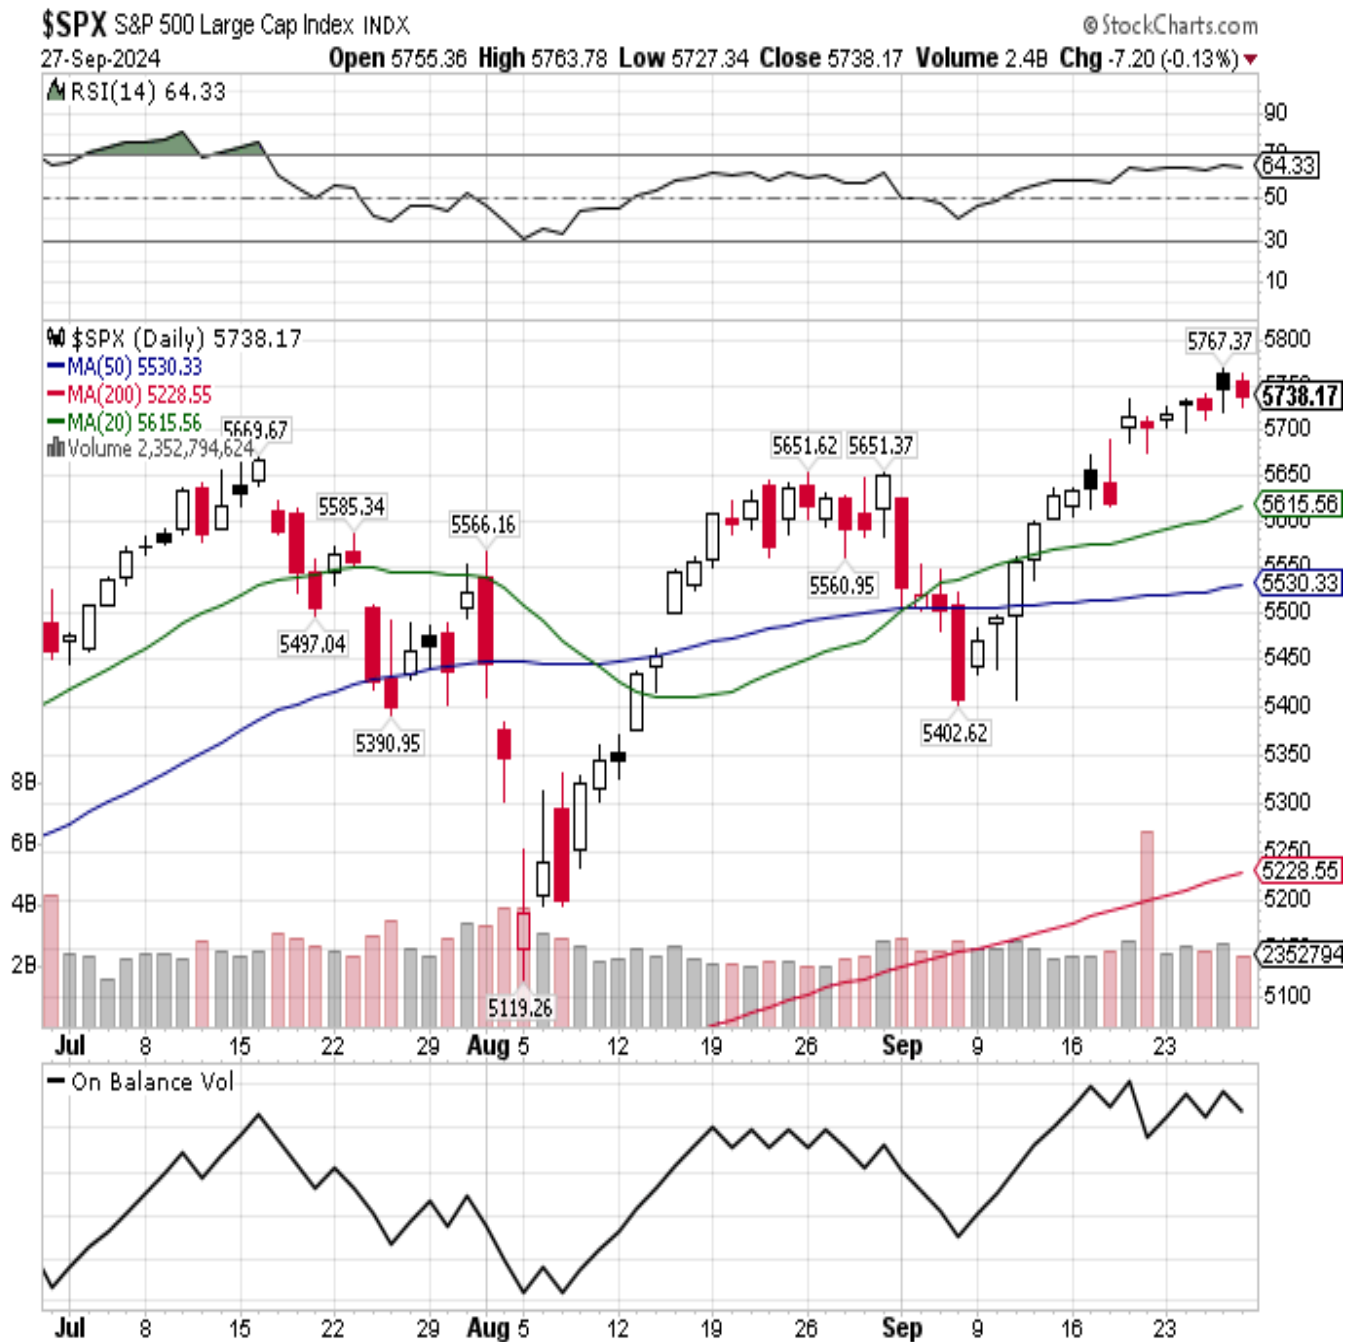 $SPX S&P 500 Large Cap Index INDX © StockCharts.com
27-Sep-2024 Open 5755.36 High 5763.78 Low 5727.34 Close 5738.17 Volume 2.4B Chg -7.20 (-0.13%)
RSI(14) 64.33
90
70
64.33
50
30
10
$SPX (Daily) 5738.17
MA(50) 5530.33
MA(200) 5228.55
MA(20) 5615.56
Volume 2,352,794,624
5669.67
5585.34
5497.04
5390.95
5566.16
5119.26
5651.62
5560.95
5651.37
5402.62
5767.37
5800
5750
5738.17
5700
5650
5615.56
5600
5550
5530.33
5500
5450
5400
5350
5300
5250
5228.55
5200
5150
2352794
5100
8B
6B
4B
2B
Jul 8 15 22 29 Aug 5 12 19 26 Sep 9 16 23
On Balance Vol
Jul 8 15 22 29 Aug 5 12 19 26 Sep 9 16 23